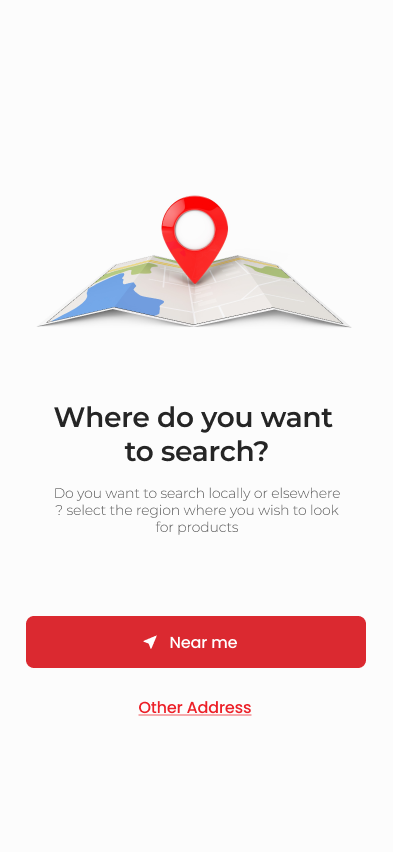 Where do you want
to search?
Do you want to search locally or elsewhere
? select the region where you wish to look
for products
Near me
Other Address